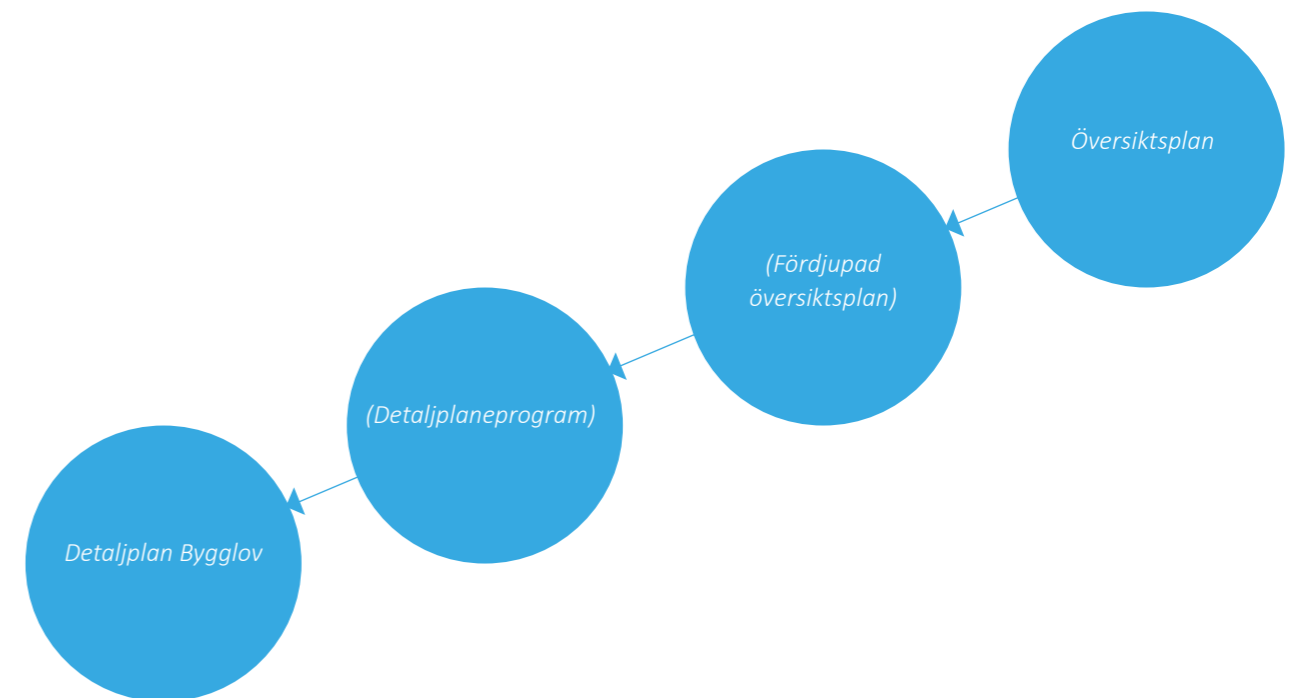 Översiktsplan
(Fördjupad
översiktsplan)
(Detaljplaneprogram)
Detaljplan Bygglov